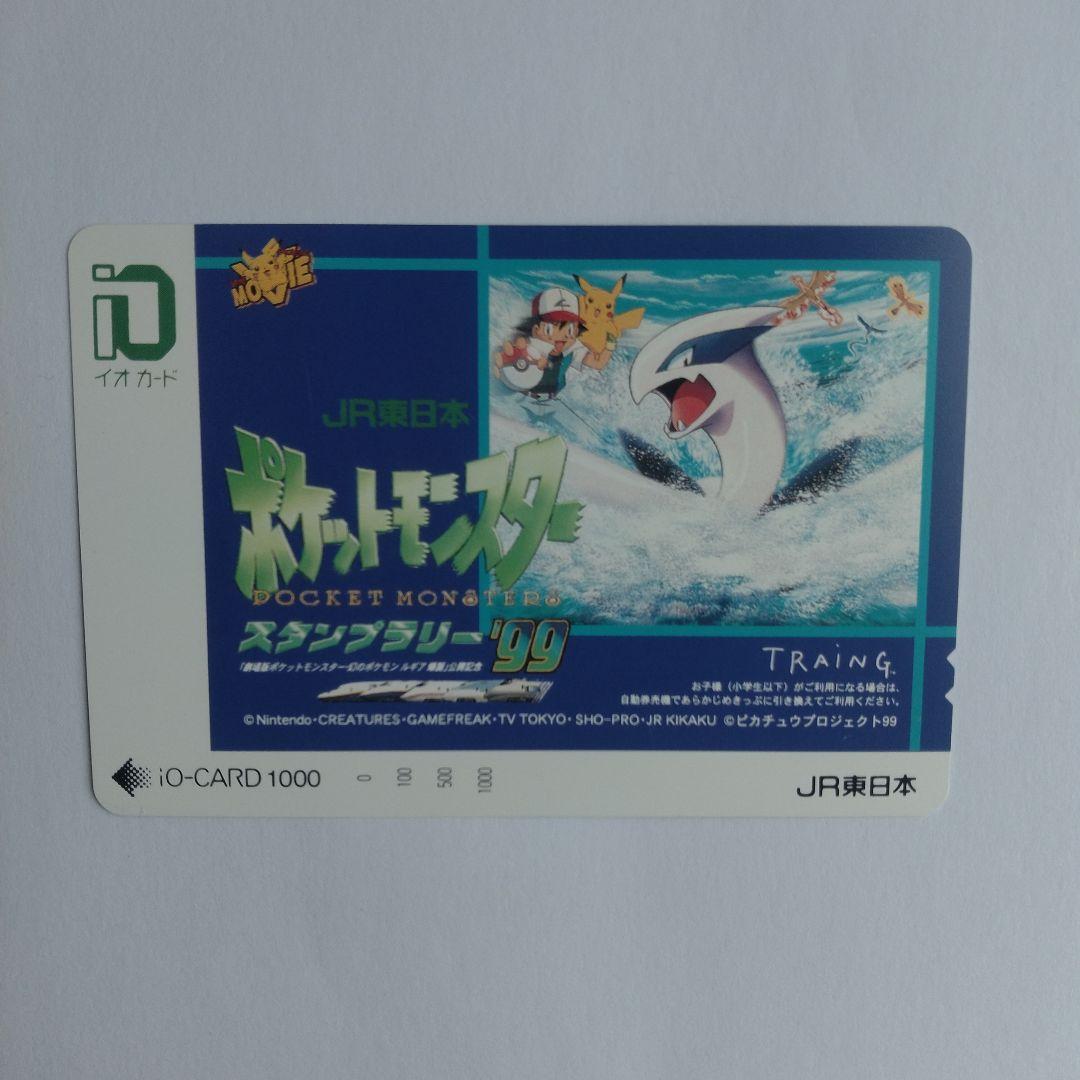 iO
イオカード
MOVIE
JR東日本
ポケットモンスター
POCKET MONSTERS
スタンプラリー'99
「劇場版ポケットモンスター幻のポケモン ルギア爆誕」公開記念
TRAiNG
お子様（小学生以下）がご利用になる場合は、
自動券売機であらかじめきっぷに引き換えてご利用ください。
©Nintendo・CREATURES・GAMEFREAK・TV TOKYO・SHO-PRO・JR KIKAKU ©ピカチュウプロジェクト99
iO-CARD 1000 0 100 500 1000
JR東日本